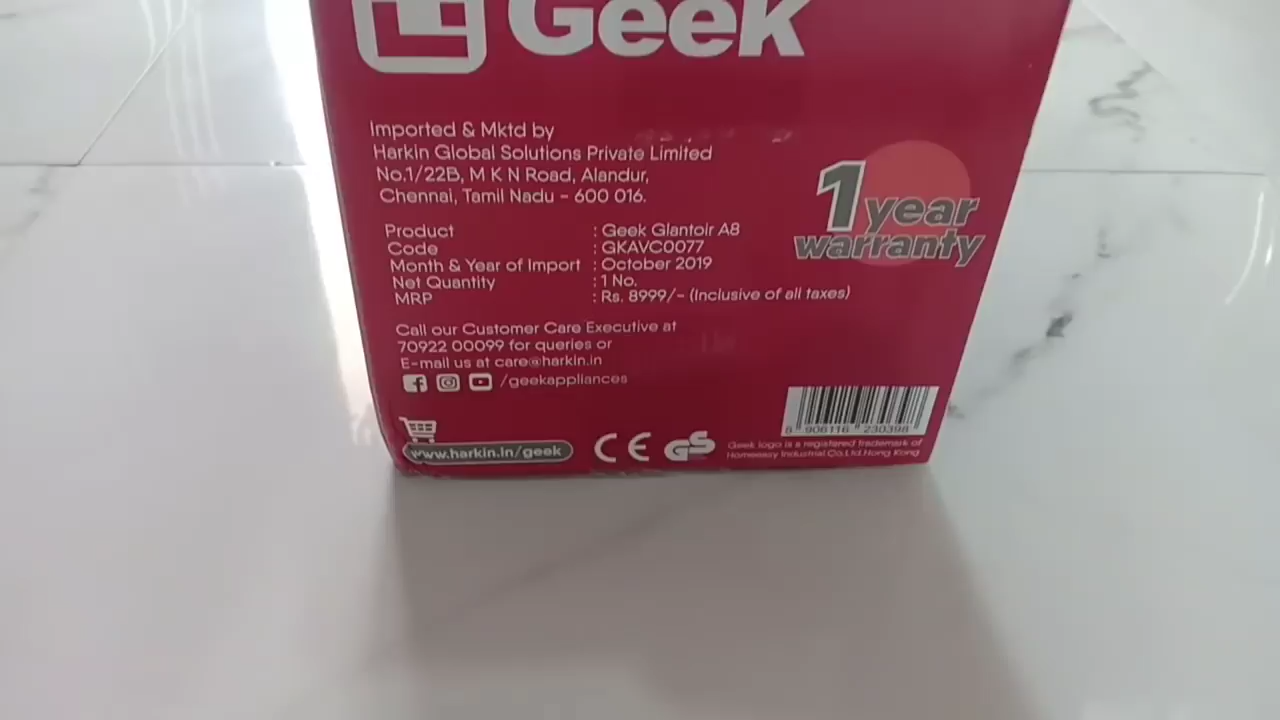 Geek
Imported & Mktd by
Harkin Global Solutions Private Limited
No.1/22B, M K N Road, Alandur,
Chennai, Tamil Nadu - 600 016.
1 year
warranty
Product : Geek Glantoir A8
Code : GKAVC0077
Month & Year of Import : October 2019
Net Quantity : 1 No.
MRP : Rs. 8999/- (Inclusive of all taxes)
Call our Customer Care Executive at
70922 00099 for queries or
E-mail us at care@harkin.in
/geekappliances
www.harkin.in/geek
CE GS
8 906116 230398
Geek logo is a registered trademark of
Homeeasy Industrial Co.Ltd.Hong Kong